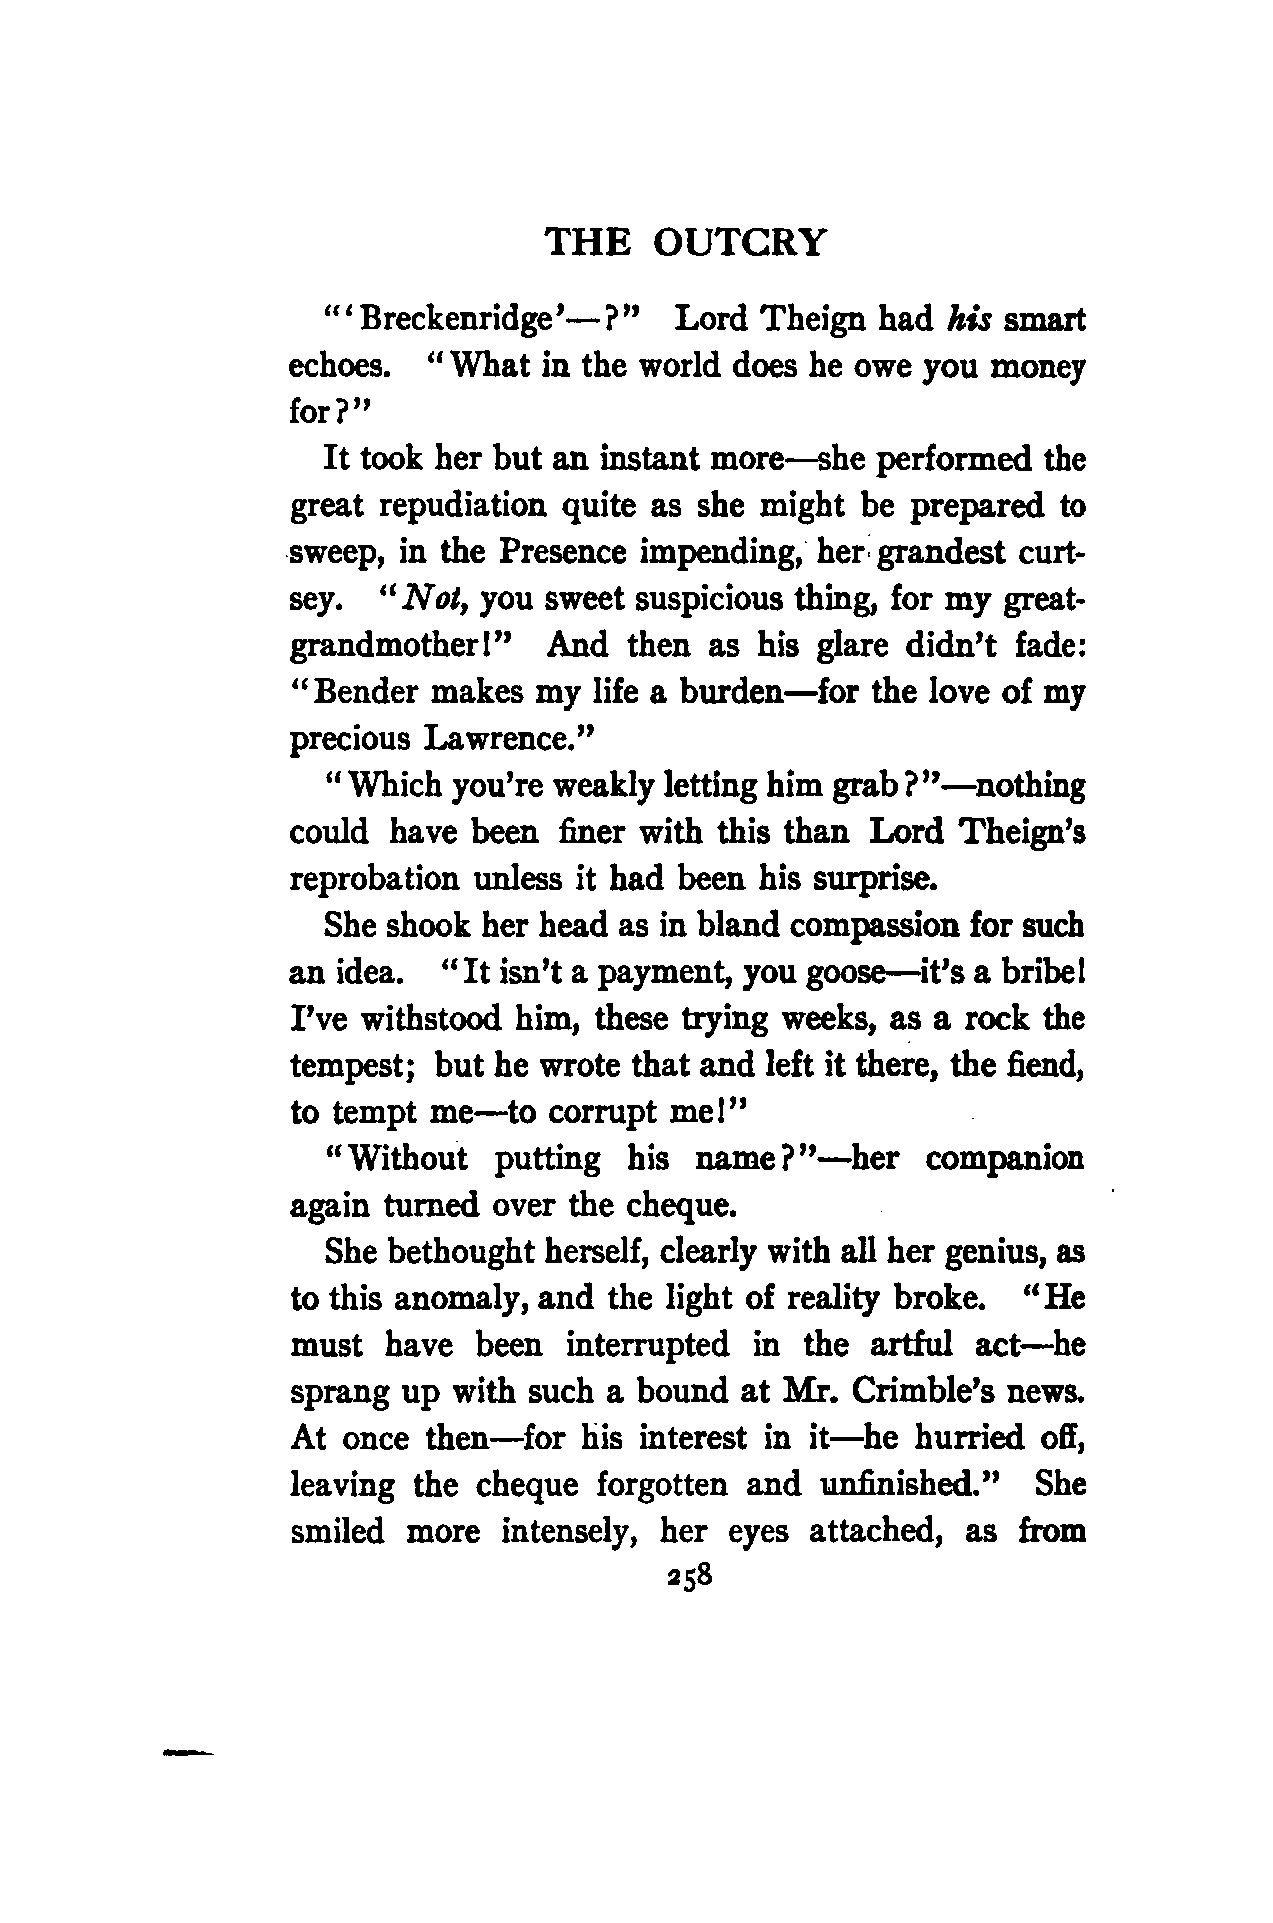 THE OUTCRY
"'Breckenridge'—?" Lord Theign had his smart
echoes. "What in the world does he owe you money
for?"
It took her but an instant more—she performed the
great repudiation quite as she might be prepared to
sweep, in the Presence impending, her grandest curt-
sey. "Not, you sweet suspicious thing, for my great-
grandmother!" And then as his glare didn't fade:
"Bender makes my life a burden—for the love of my
precious Lawrence."
"Which you're weakly letting him grab?"—nothing
could have been finer with this than Lord Theign's
reprobation unless it had been his surprise.
She shook her head as in bland compassion for such
an idea. "It isn't a payment, you goose—it's a bribe!
I've withstood him, these trying weeks, as a rock the
tempest; but he wrote that and left it there, the fiend,
to tempt me—to corrupt me!"
"Without putting his name?"—her companion
again turned over the cheque.
She bethought herself, clearly with all her genius, as
to this anomaly, and the light of reality broke. "He
must have been interrupted in the artful act—he
sprang up with such a bound at Mr. Crimble's news.
At once then—for his interest in it—he hurried off,
leaving the cheque forgotten and unfinished." She
smiled more intensely, her eyes attached, as from
258